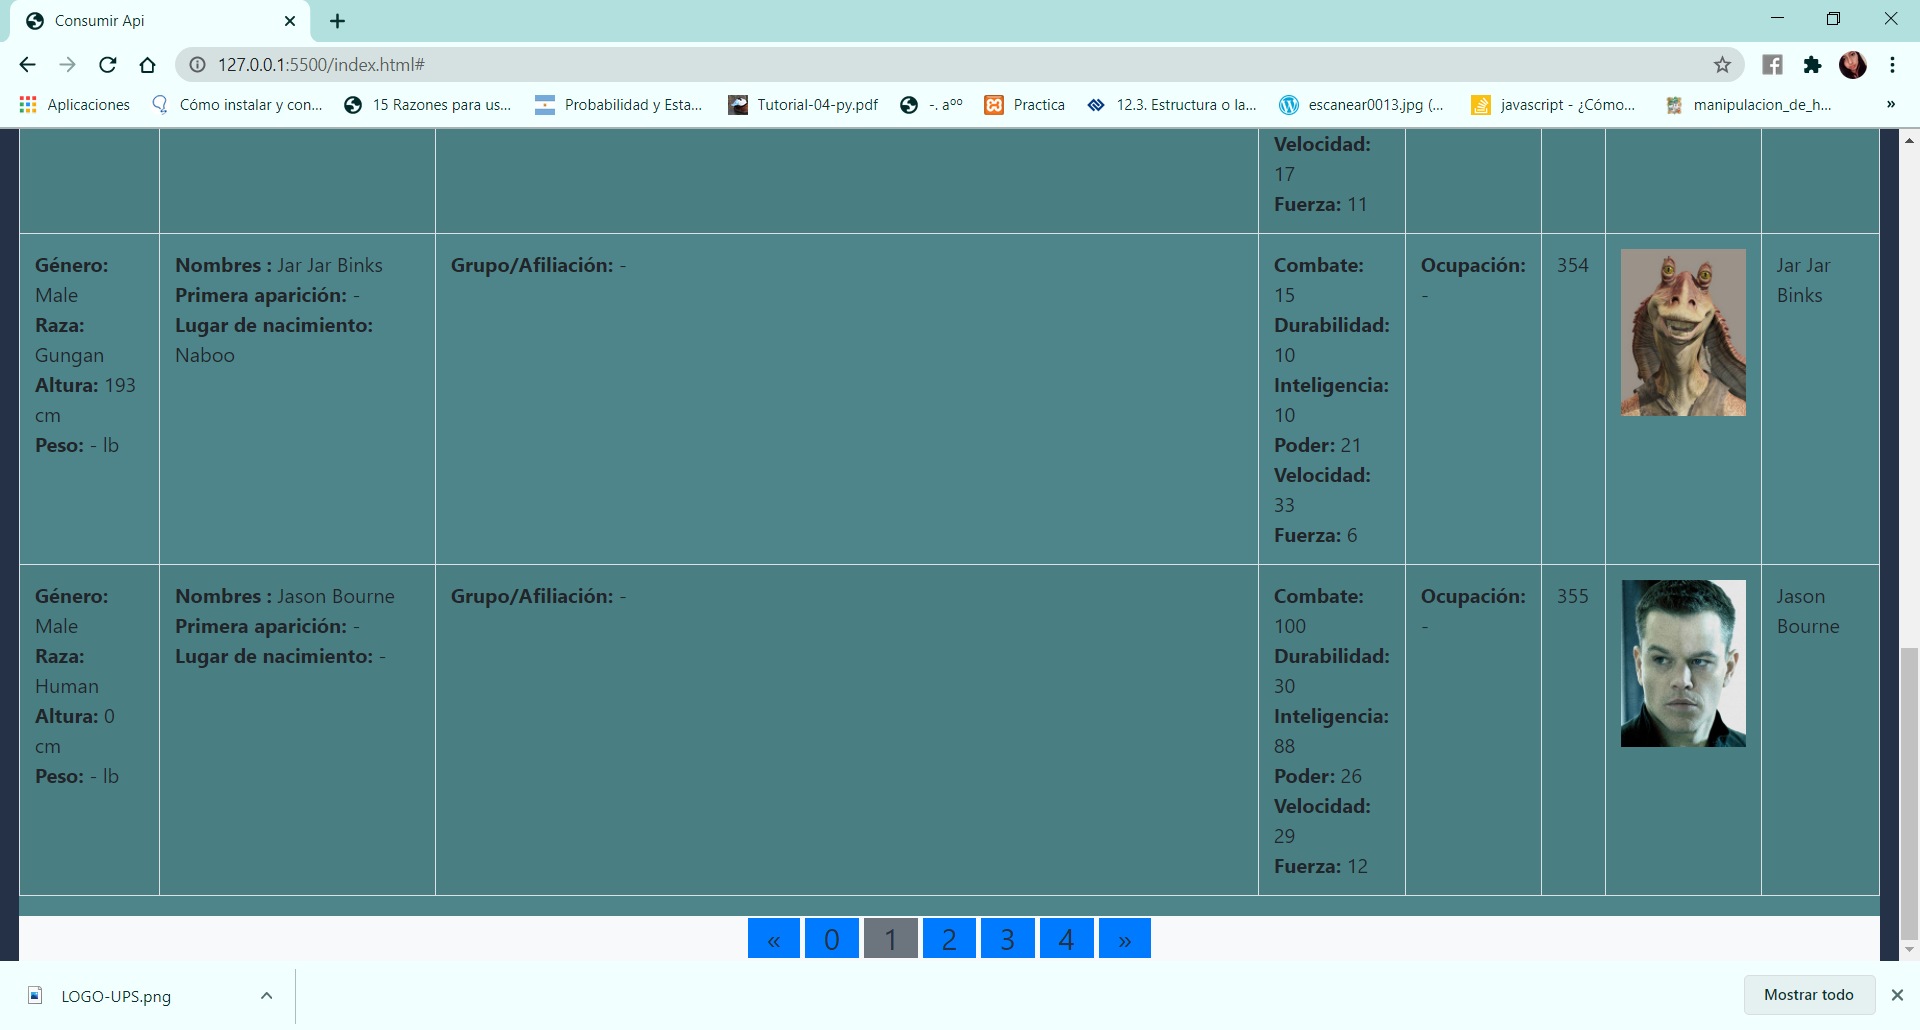 Consumir Api
127.0.0.1:5500/index.html#
Aplicaciones
Cómo instalar y con...
15 Razones para us...
Probabilidad y Esta...
Tutorial-04-py.pdf
-. aºº
Practica
12.3. Estructura o la...
escanear0013.jpg (...
javascript - ¿Cómo...
manipulacion_de_h...
»
Velocidad:
17
Fuerza: 11
Género:
Male
Raza:
Gungan
Altura: 193
cm
Peso: - lb
Nombres : Jar Jar Binks
Primera aparición: -
Lugar de nacimiento:
Naboo
Grupo/Afiliación: -
Combate:
15
Durabilidad:
10
Inteligencia:
10
Poder: 21
Velocidad:
33
Fuerza: 6
Ocupación:
-
354
Jar Jar
Binks
Género:
Male
Raza:
Human
Altura: 0
cm
Peso: - lb
Nombres : Jason Bourne
Primera aparición: -
Lugar de nacimiento: -
Grupo/Afiliación: -
Combate:
100
Durabilidad:
30
Inteligencia:
88
Poder: 26
Velocidad:
29
Fuerza: 12
Ocupación:
-
355
Jason
Bourne
« 0 1 2 3 4 »
LOGO-UPS.png
Mostrar todo